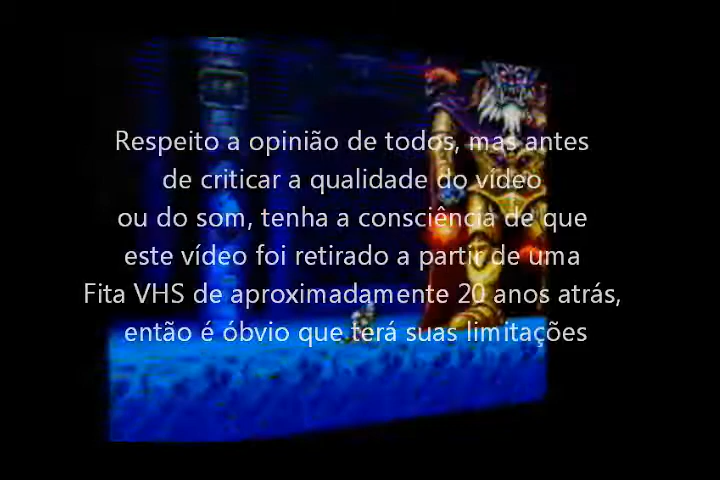 Respeito a opinião de todos, mas antes
de criticar a qualidade do vídeo
ou do som, tenha a consciência de que
este vídeo foi retirado a partir de uma
Fita VHS de aproximadamente 20 anos atrás,
então é óbvio que terá suas limitações